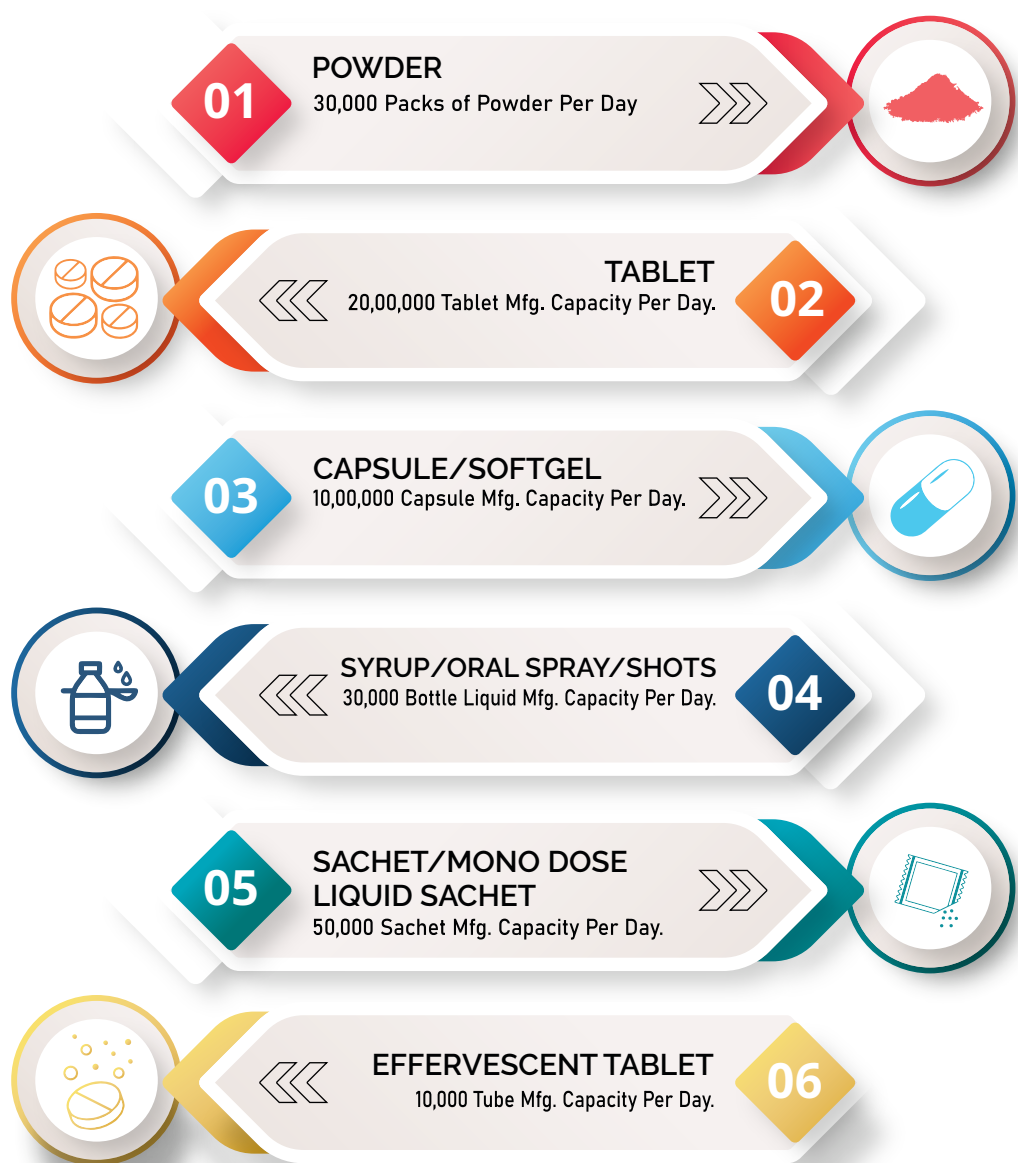 01
POWDER
30,000 Packs of Powder Per Day
TABLET
20,00,000 Tablet Mfg. Capacity Per Day.
02
03
CAPSULE/SOFTGEL
10,00,000 Capsule Mfg. Capacity Per Day.
SYRUP/ORAL SPRAY/SHOTS
30,000 Bottle Liquid Mfg. Capacity Per Day.
04
05
SACHET/MONO DOSE
LIQUID SACHET
50,000 Sachet Mfg. Capacity Per Day.
EFFERVESCENT TABLET
10,000 Tube Mfg. Capacity Per Day.
06